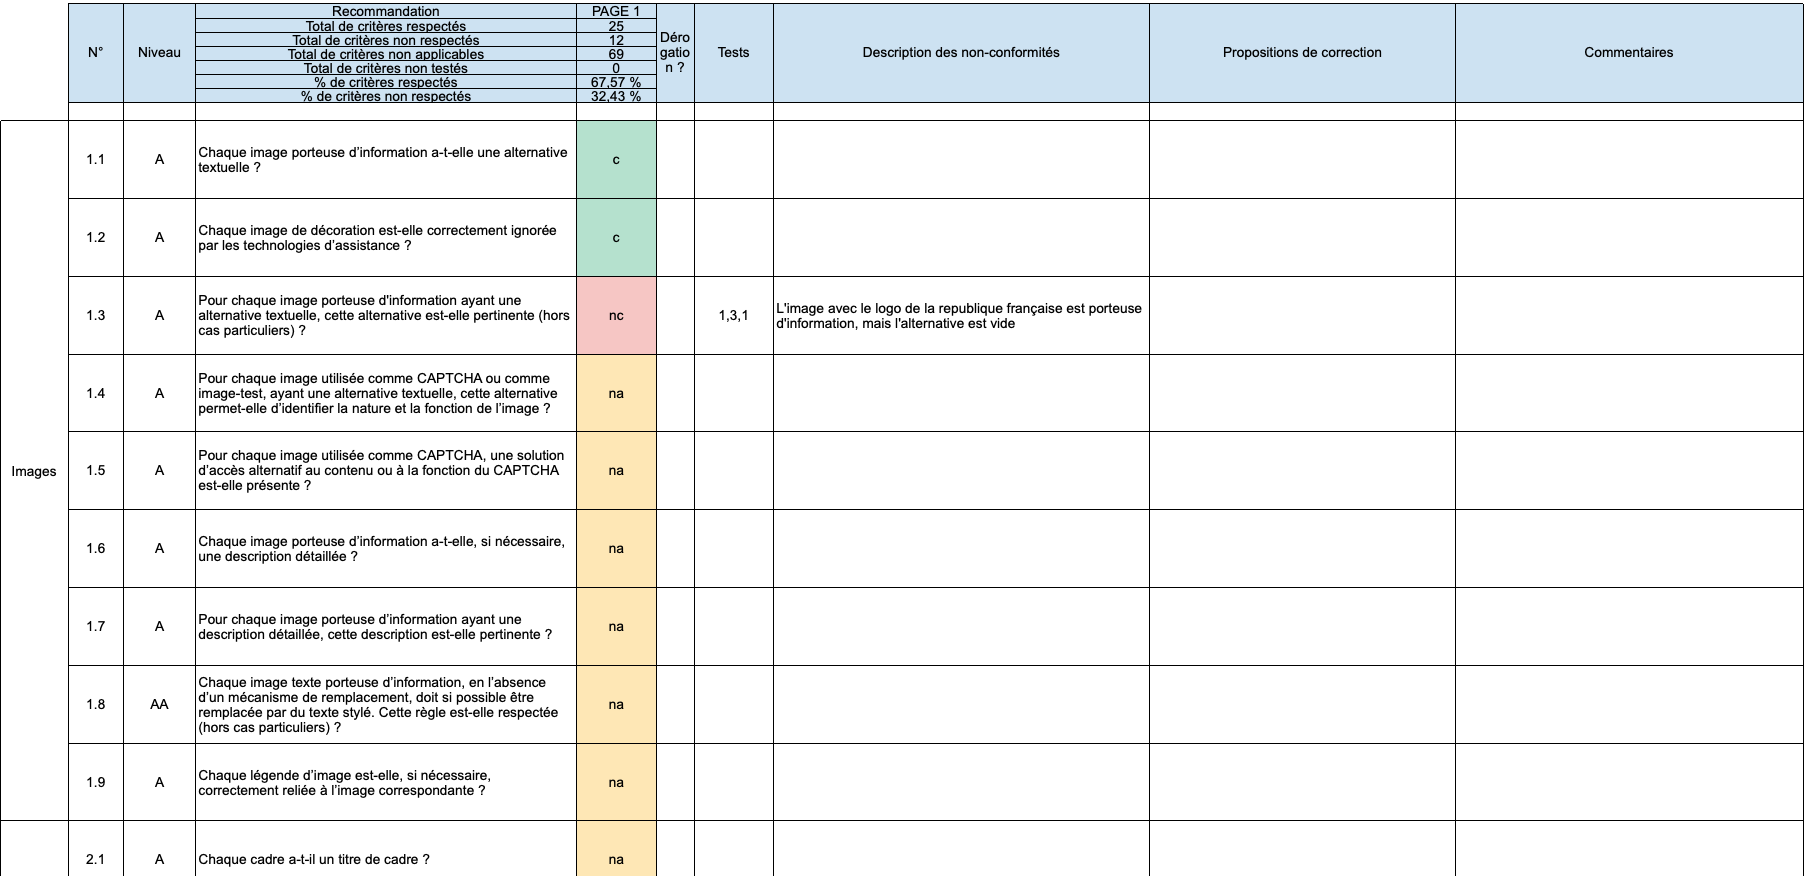 N°
Niveau
Recommandation
PAGE 1
Total de critères respectés
25
Total de critères non respectés
12
Total de critères non applicables
69
Total de critères non testés
0
% de critères respectés
67,57 %
% de critères non respectés
32,43 %
Déro
gatio
n ?
Tests
Description des non-conformités
Propositions de correction
Commentaires
Images
1.1
A
Chaque image porteuse d’information a-t-elle une alternative
textuelle ?
c
1.2
A
Chaque image de décoration est-elle correctement ignorée
par les technologies d’assistance ?
c
1.3
A
Pour chaque image porteuse d'information ayant une
alternative textuelle, cette alternative est-elle pertinente (hors
cas particuliers) ?
nc
1,3,1
L'image avec le logo de la republique française est porteuse
d'information, mais l'alternative est vide
1.4
A
Pour chaque image utilisée comme CAPTCHA ou comme
image-test, ayant une alternative textuelle, cette alternative
permet-elle d’identifier la nature et la fonction de l’image ?
na
1.5
A
Pour chaque image utilisée comme CAPTCHA, une solution
d’accès alternatif au contenu ou à la fonction du CAPTCHA
est-elle présente ?
na
1.6
A
Chaque image porteuse d’information a-t-elle, si nécessaire,
une description détaillée ?
na
1.7
A
Pour chaque image porteuse d’information ayant une
description détaillée, cette description est-elle pertinente ?
na
1.8
AA
Chaque image texte porteuse d’information, en l’absence
d’un mécanisme de remplacement, doit si possible être
remplacée par du texte stylé. Cette règle est-elle respectée
(hors cas particuliers) ?
na
1.9
A
Chaque légende d’image est-elle, si nécessaire,
correctement reliée à l’image correspondante ?
na
2.1
A
Chaque cadre a-t-il un titre de cadre ?
na